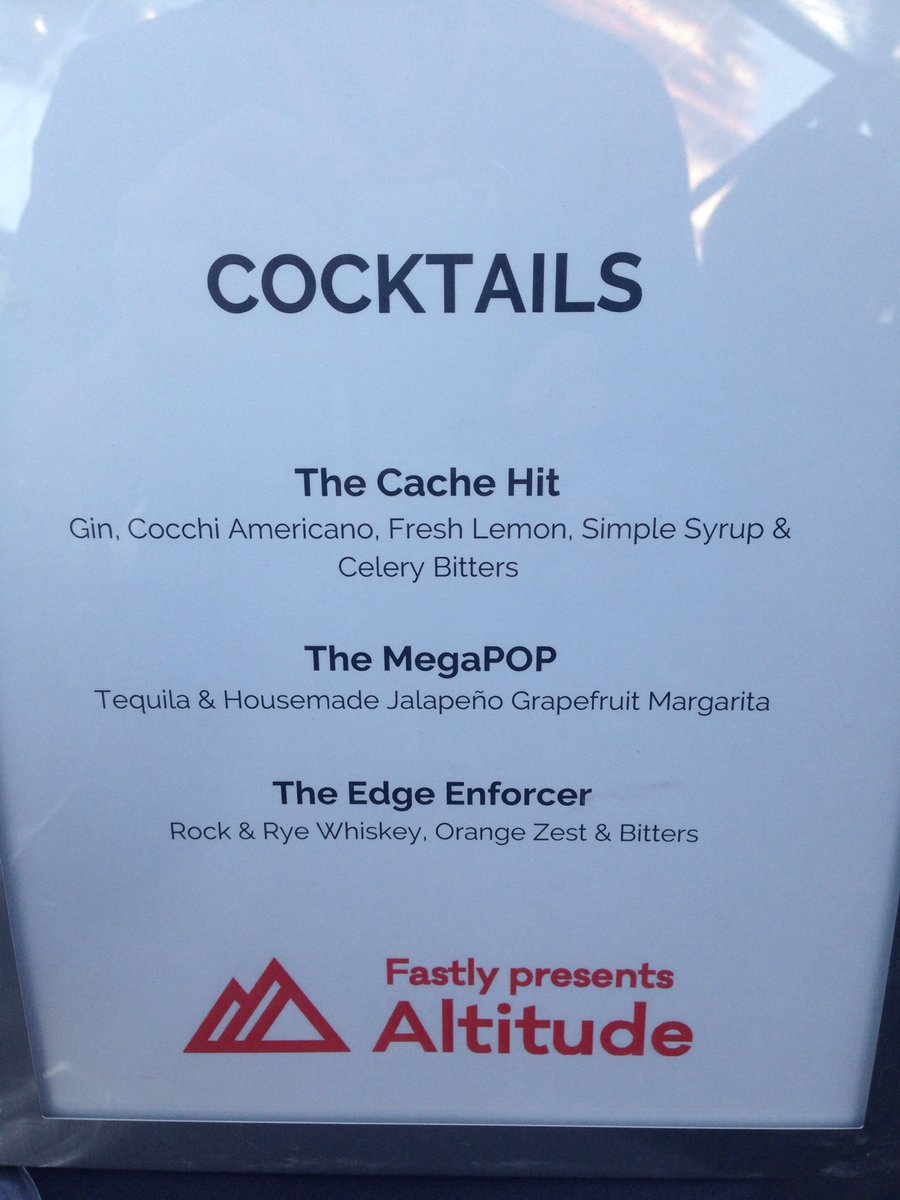 COCKTAILS
The Cache Hit
Gin, Cocchi Americano, Fresh Lemon, Simple Syrup &
Celery Bitters
The MegaPOP
Tequila & Housemade Jalapeño Grapefruit Margarita
The Edge Enforcer
Rock & Rye Whiskey, Orange Zest & Bitters
Fastly presents
Altitude